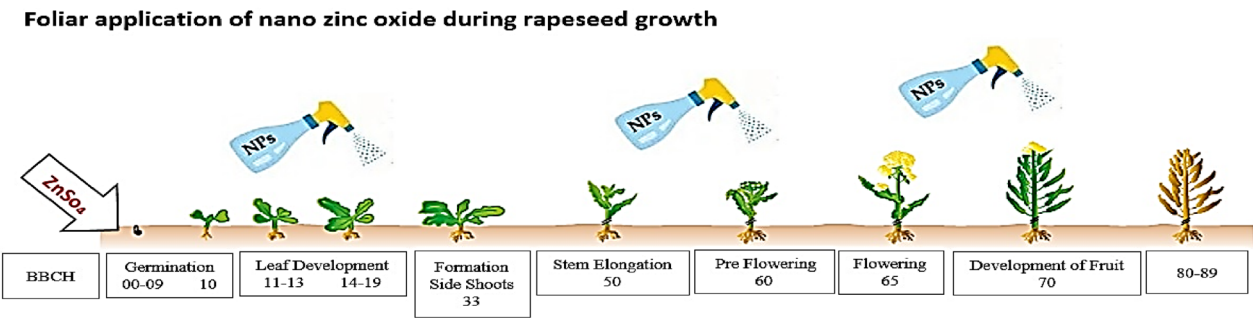 Foliar application of nano zinc oxide during rapeseed growth
NPs
NPs
NPs
ZnSO4
BBCH
Germination
00-09 10
Leaf Development
11-13 14-19
Formation
Side Shoots
33
Stem Elongation
50
Pre Flowering
60
Flowering
65
Development of Fruit
70
80-89